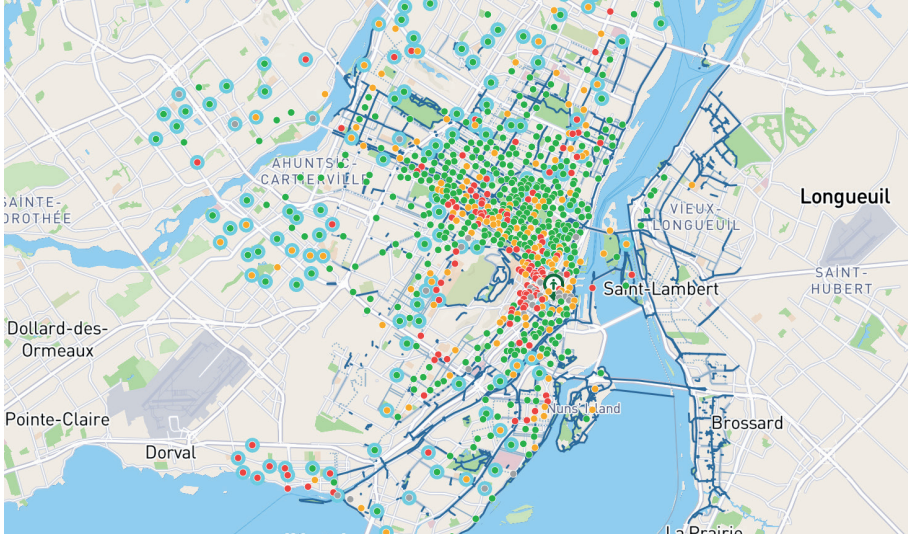 AHUNTSIC-
CARTIERVILLE
SAINTE-
DOROTHÉE
VIEUX-
LONGUEUIL
Longueuil
SAINT-
HUBERT
Saint-Lambert
Dollard-des-
Ormeaux
Pointe-Claire
Dorval
Nuns' Island
Brossard
La Prairie